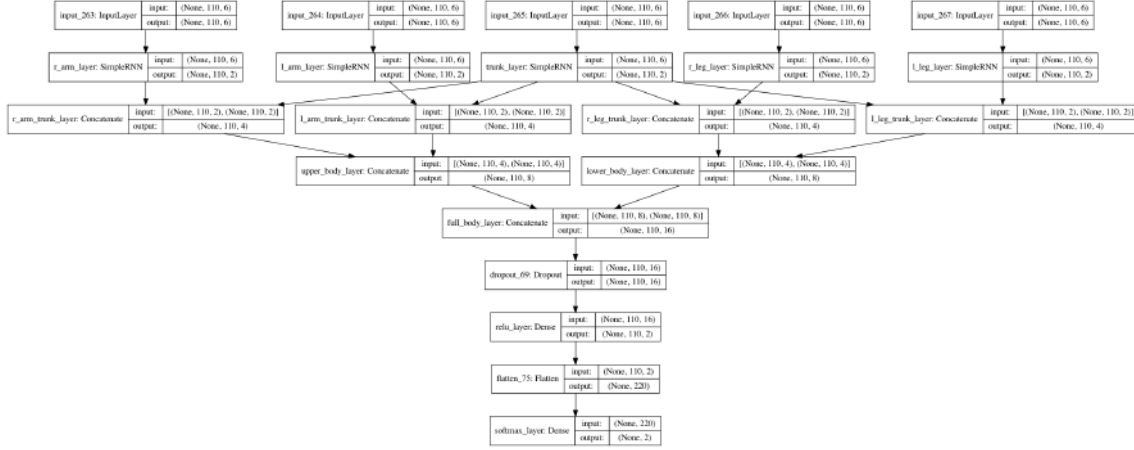 input_263: InputLayer input: (None, 110, 6) output: (None, 110, 6)
input_264: InputLayer input: (None, 110, 6) output: (None, 110, 6)
input_265: InputLayer input: (None, 110, 6) output: (None, 110, 6)
input_266: InputLayer input: (None, 110, 6) output: (None, 110, 6)
input_267: InputLayer input: (None, 110, 6) output: (None, 110, 6)
r_arm_layer: SimpleRNN input: (None, 110, 6) output: (None, 110, 2)
l_arm_layer: SimpleRNN input: (None, 110, 6) output: (None, 110, 2)
trunk_layer: SimpleRNN input: (None, 110, 6) output: (None, 110, 2)
r_leg_layer: SimpleRNN input: (None, 110, 6) output: (None, 110, 2)
l_leg_layer: SimpleRNN input: (None, 110, 6) output: (None, 110, 2)
r_arm_trunk_layer: Concatenate input: [(None, 110, 2), (None, 110, 2)] output: (None, 110, 4)
l_arm_trunk_layer: Concatenate input: [(None, 110, 2), (None, 110, 2)] output: (None, 110, 4)
r_leg_trunk_layer: Concatenate input: [(None, 110, 2), (None, 110, 2)] output: (None, 110, 4)
l_leg_trunk_layer: Concatenate input: [(None, 110, 2), (None, 110, 2)] output: (None, 110, 4)
upper_body_layer: Concatenate input: [(None, 110, 4), (None, 110, 4)] output: (None, 110, 8)
lower_body_layer: Concatenate input: [(None, 110, 4), (None, 110, 4)] output: (None, 110, 8)
full_body_layer: Concatenate input: [(None, 110, 8), (None, 110, 8)] output: (None, 110, 16)
dropout_69: Dropout input: (None, 110, 16) output: (None, 110, 16)
relu_layer: Dense input: (None, 110, 16) output: (None, 110, 2)
flatten_75: Flatten input: (None, 110, 2) output: (None, 220)
softmax_layer: Dense input: (None, 220) output: (None, 2)